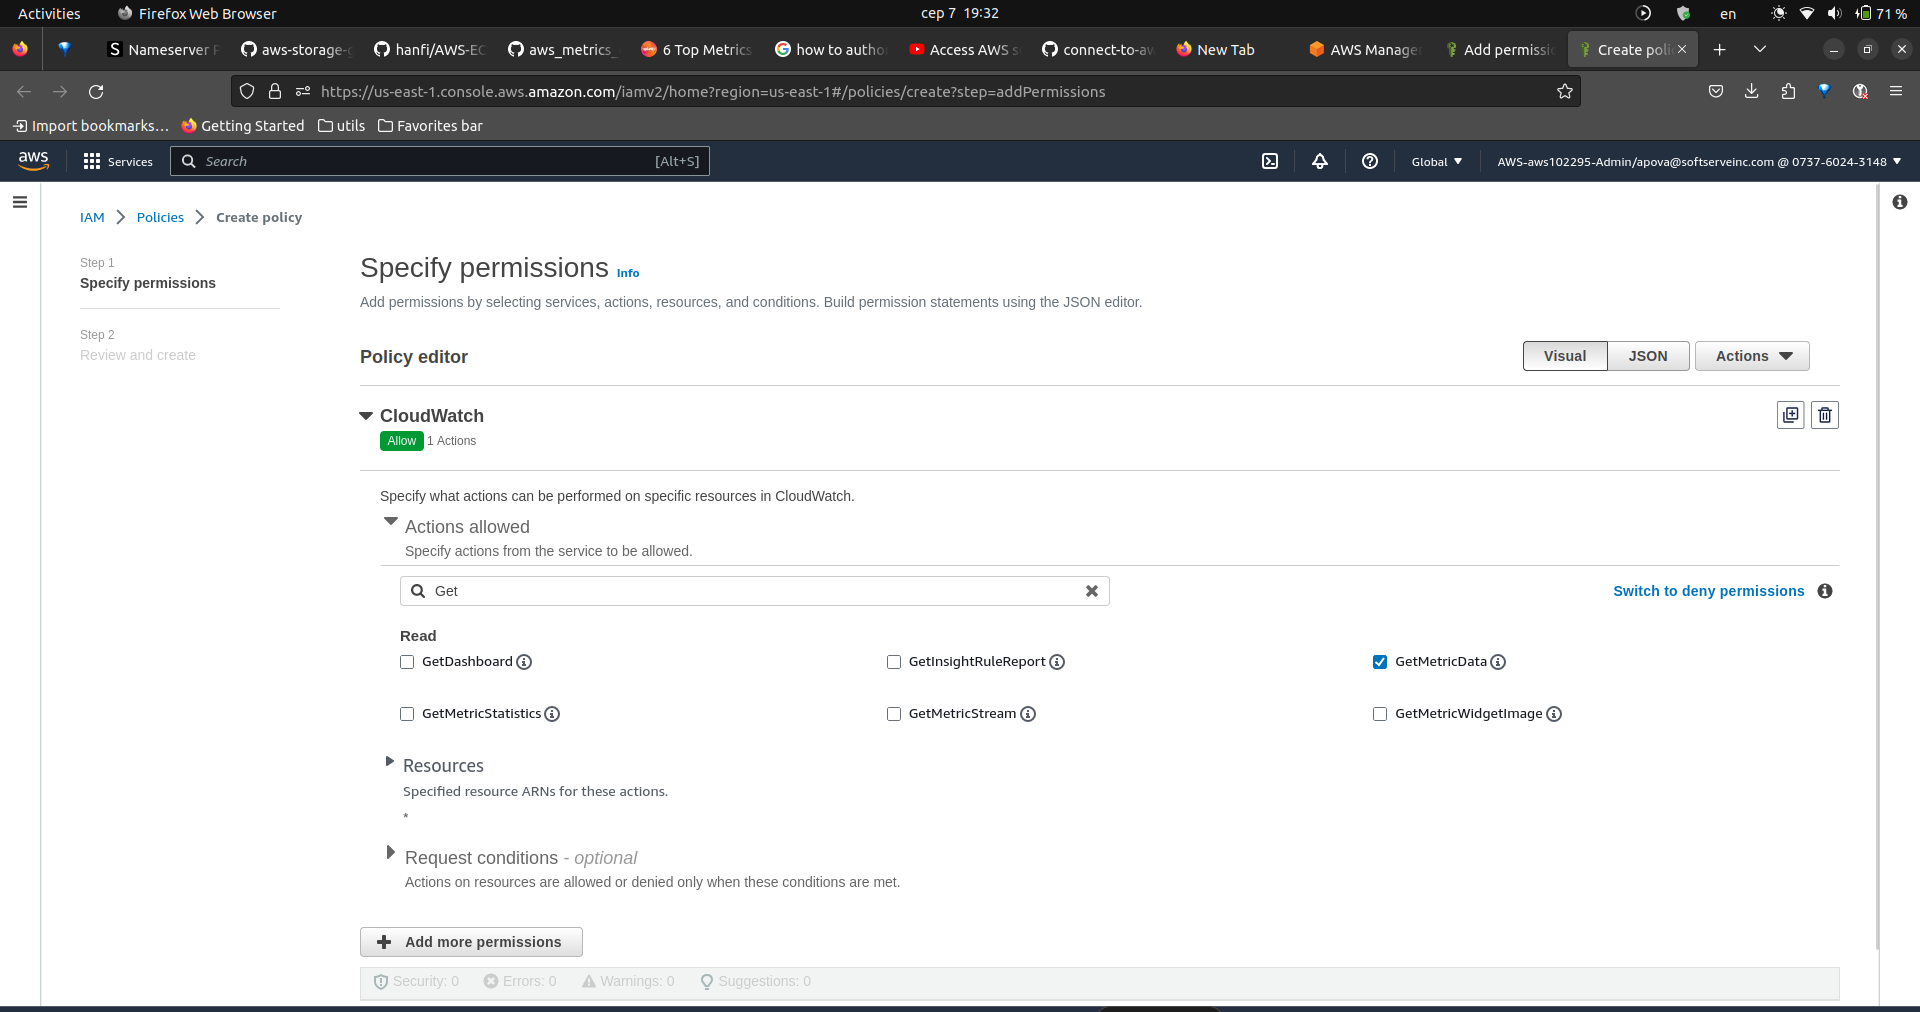 Activities Firefox Web Browser сер 7 19:32 en 71 %
Nameserver aws-storage- hanfi/AWS-EC aws_metrics_ 6 Top Metrics how to autho Access AWS s connect-to-aw New Tab AWS Manage Add permissi Create poli
https://us-east-1.console.aws.amazon.com/iamv2/home?region=us-east-1#/policies/create?step=addPermissions
Import bookmarks... Getting Started utils Favorites bar
aws Services Search [Alt+S] Global AWS-aws102295-Admin/apova@softserveinc.com @ 0737-6024-3148
IAM Policies Create policy
Step 1
Specify permissions
Step 2
Review and create
Specify permissions Info
Add permissions by selecting services, actions, resources, and conditions. Build permission statements using the JSON editor.
Policy editor Visual JSON Actions
CloudWatch
Allow 1 Actions
Specify what actions can be performed on specific resources in CloudWatch.
Actions allowed
Specify actions from the service to be allowed.
Get Switch to deny permissions
Read
GetDashboard GetInsightRuleReport GetMetricData
GetMetricStatistics GetMetricStream GetMetricWidgetImage
Resources
Specified resource ARNs for these actions.
*
Request conditions - optional
Actions on resources are allowed or denied only when these conditions are met.
Add more permissions
Security: 0 Errors: 0 Warnings: 0 Suggestions: 0